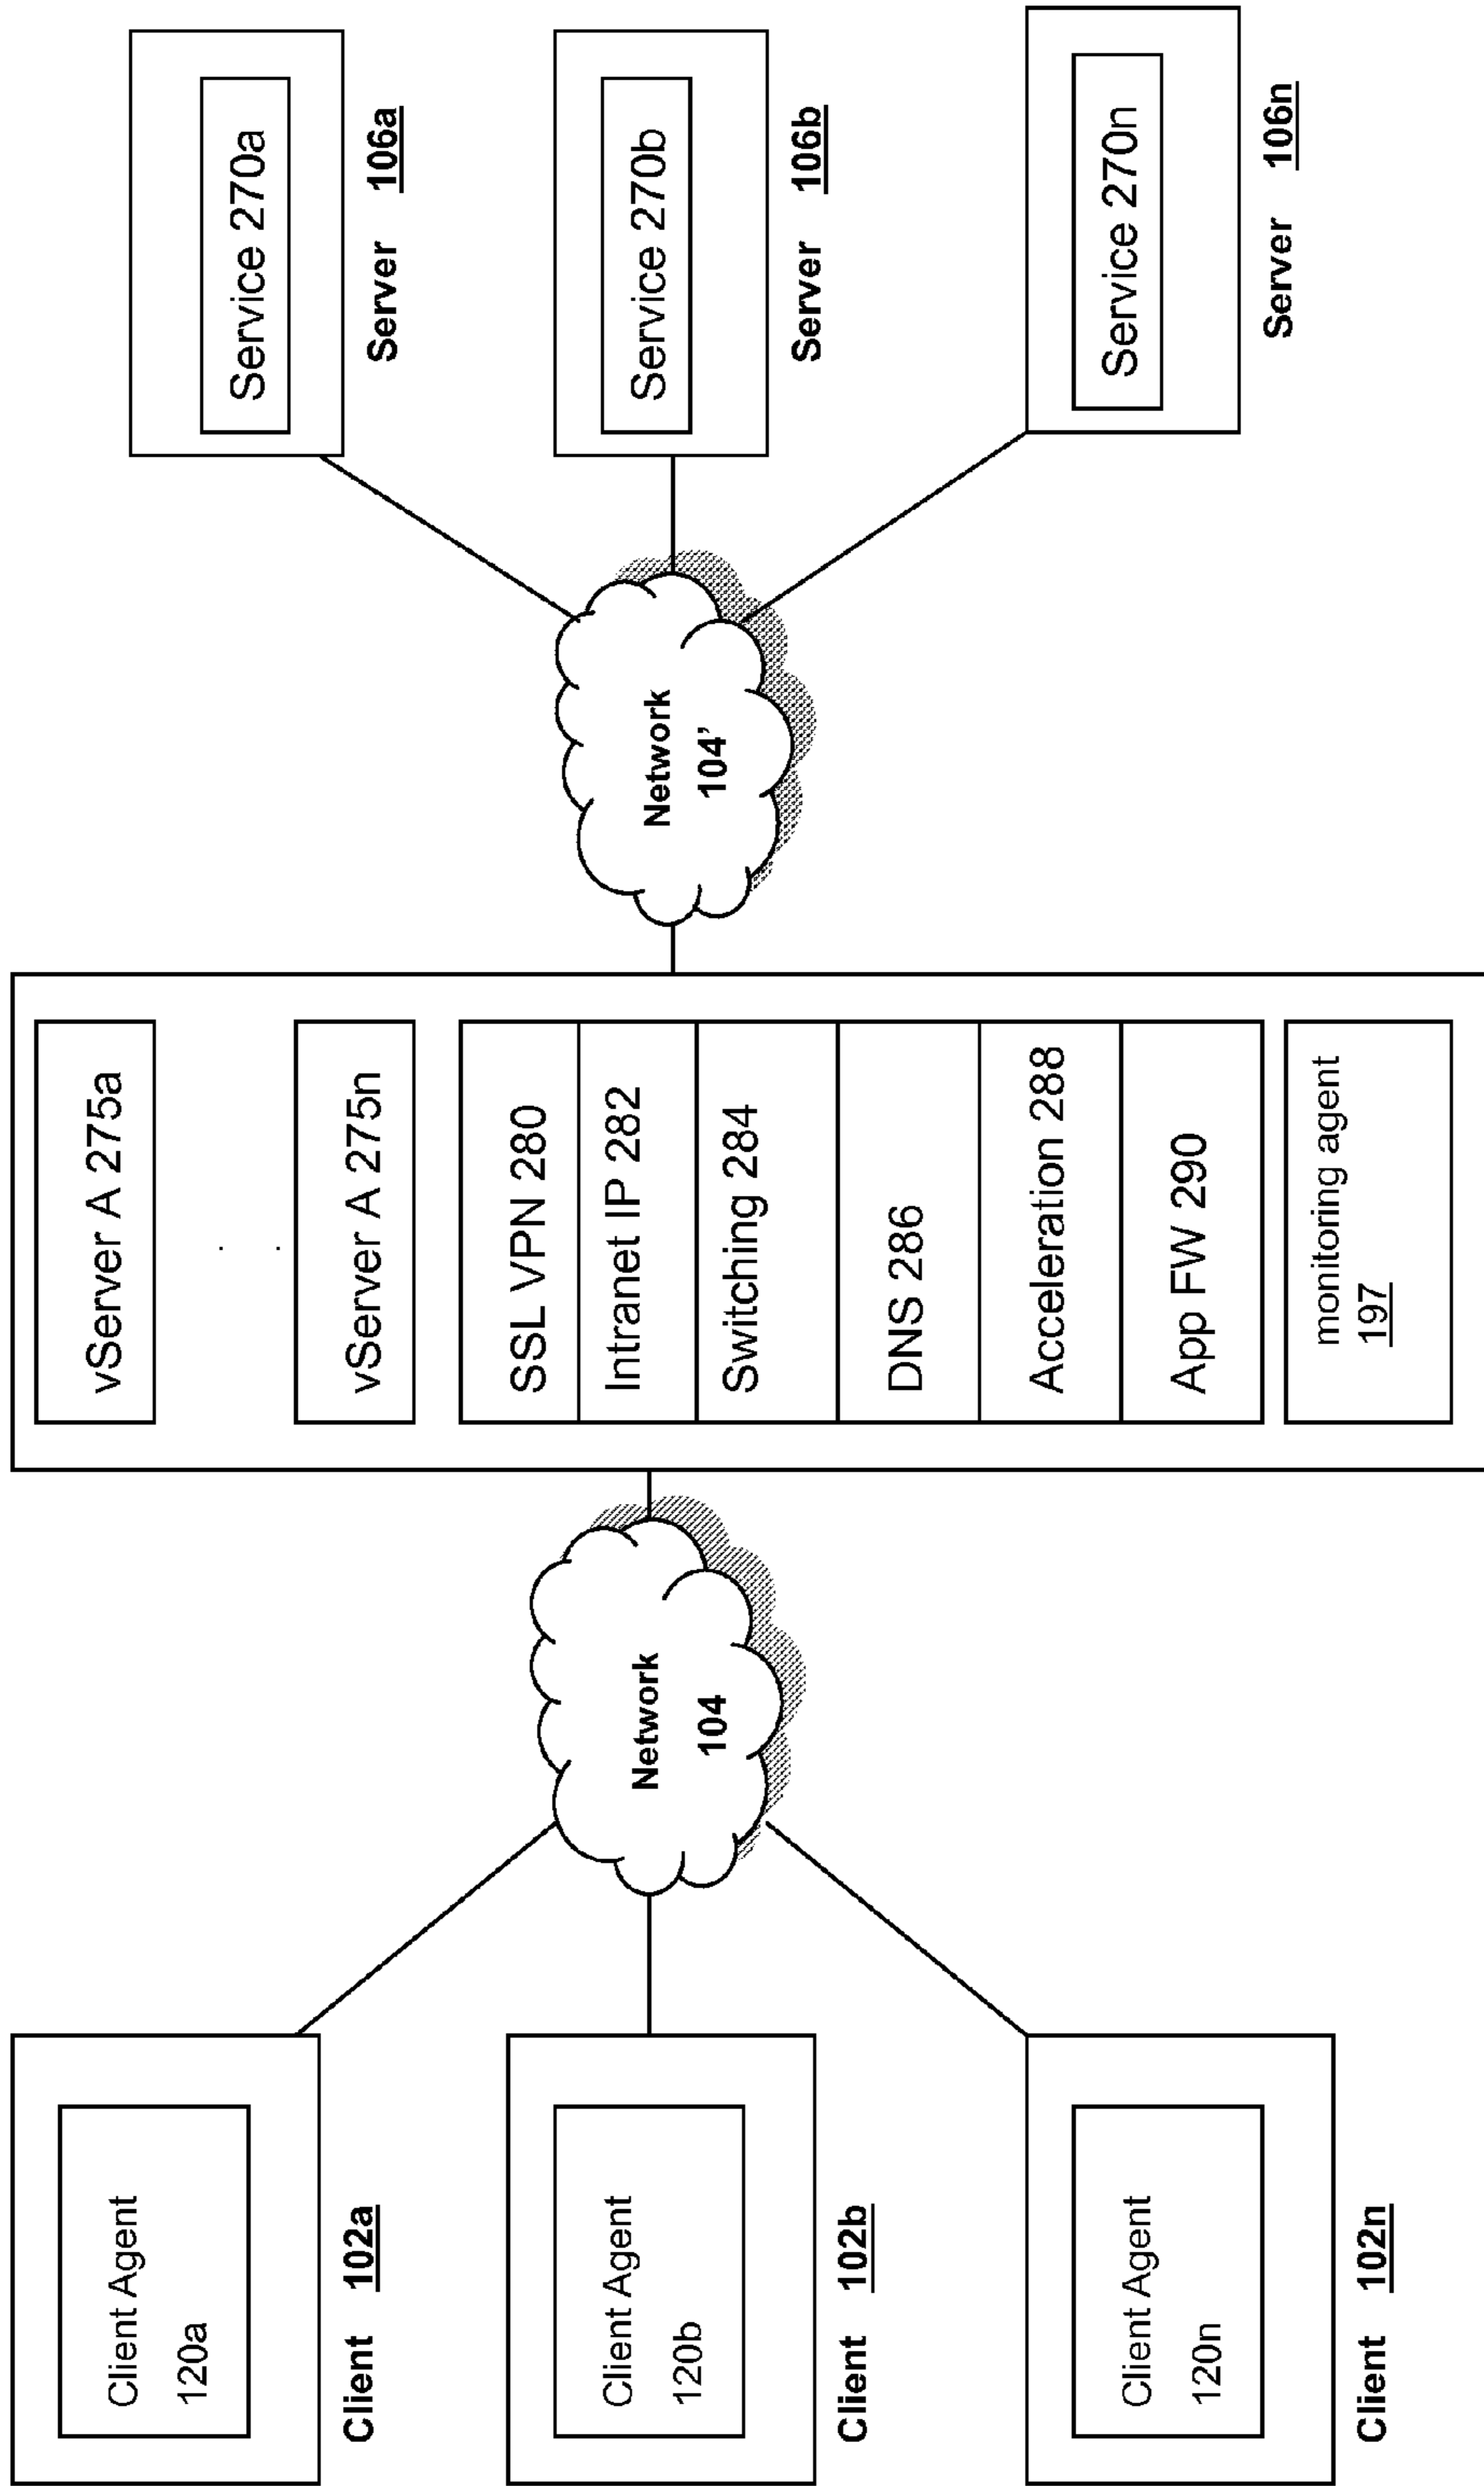 Client Agent
120a
Client 102a
Client Agent
120b
Client 102b
Client Agent
120n
Client 102n
Network
104
vServer A 275a
vServer A 275n
SSL VPN 280
Intranet IP 282
Switching 284
DNS 286
Acceleration 288
App FW 290
monitoring agent
197
Network
104’
Service 270a
Server 106a
Service 270b
Server 106b
Service 270n
Server 106n